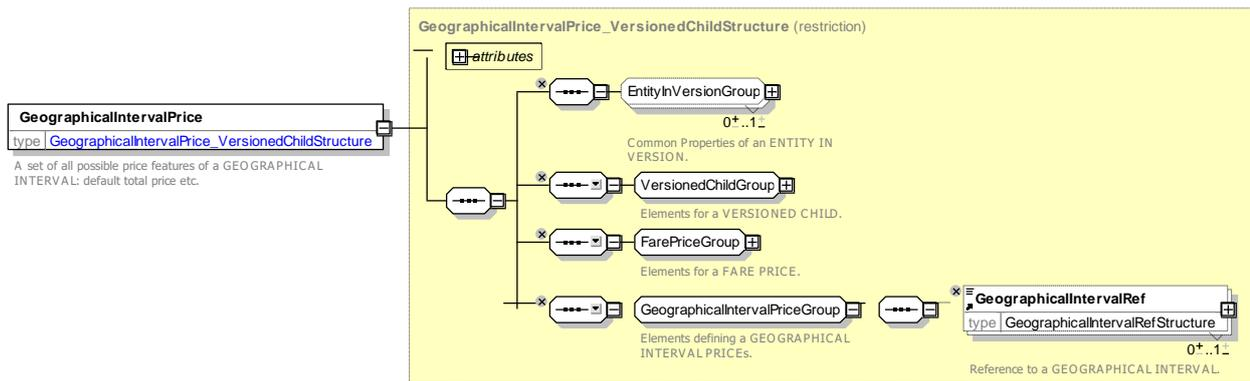 GeographicalIntervalPrice_VersionedChildStructure (restriction)
attributes
EntityInVersionGroup
0+..1+
Common Properties of an ENTITY IN
VERSION.
GeographicalIntervalPrice
type GeographicalIntervalPrice_VersionedChildStructure
A set of all possible price features of a GEOGRAPHICAL
INTERVAL: default total price etc.
VersionedChildGroup
Elements for a VERSIONED CHILD.
FarePriceGroup
Elements for a FARE PRICE.
GeographicalIntervalPriceGroup
Elements defining a GEOGRAPHICAL
INTERVAL PRICEs.
GeographicalIntervalRef
type GeographicalIntervalRefStructure
0+..1+
Reference to a GEOGRAPHICAL INTERVAL.